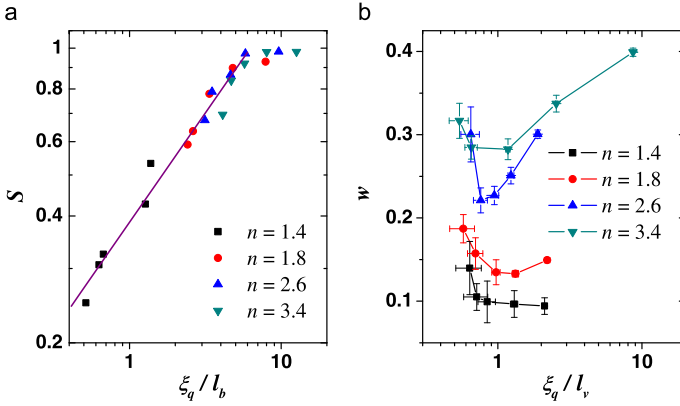 a
b
S
1
0.8
0.6
0.4
0.2
1
10
ξq / lb
n = 1.4
n = 1.8
n = 2.6
n = 3.4
w
0.4
0.3
0.2
0.1
1
10
ξq / lv
n = 1.4
n = 1.8
n = 2.6
n = 3.4